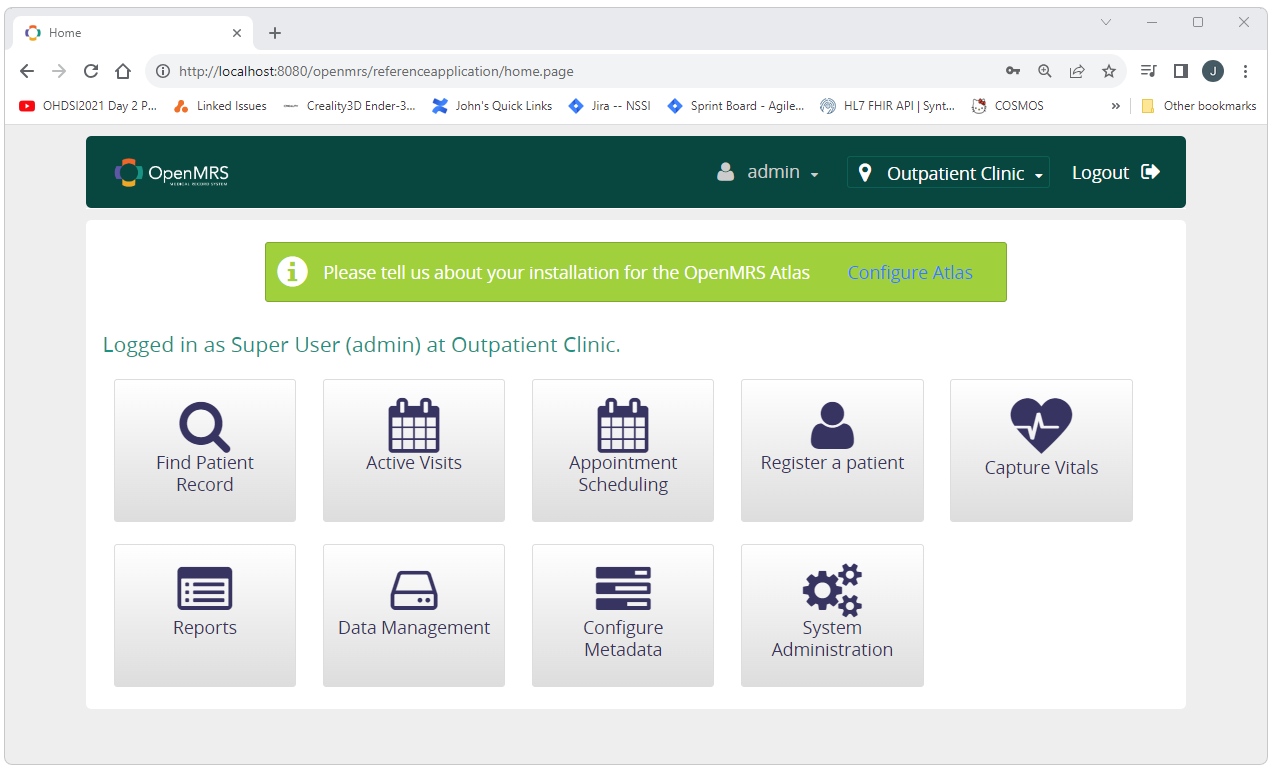 Home
http://localhost:8080/openmrs/referenceapplication/home.page
J
OHDSI2021 Day 2 P... Linked Issues Creality3D Ender-3... John's Quick Links Jira -- NSSI Sprint Board - Agile... HL7 FHIR API | Synt... COSMOS » Other bookmarks
OpenMRS
MEDICAL RECORD SYSTEM
admin Outpatient Clinic Logout
Please tell us about your installation for the OpenMRS Atlas Configure Atlas
Logged in as Super User (admin) at Outpatient Clinic.
Find Patient
Record
Active Visits
Appointment
Scheduling
Register a patient
Capture Vitals
Reports
Data Management
Configure
Metadata
System
Administration